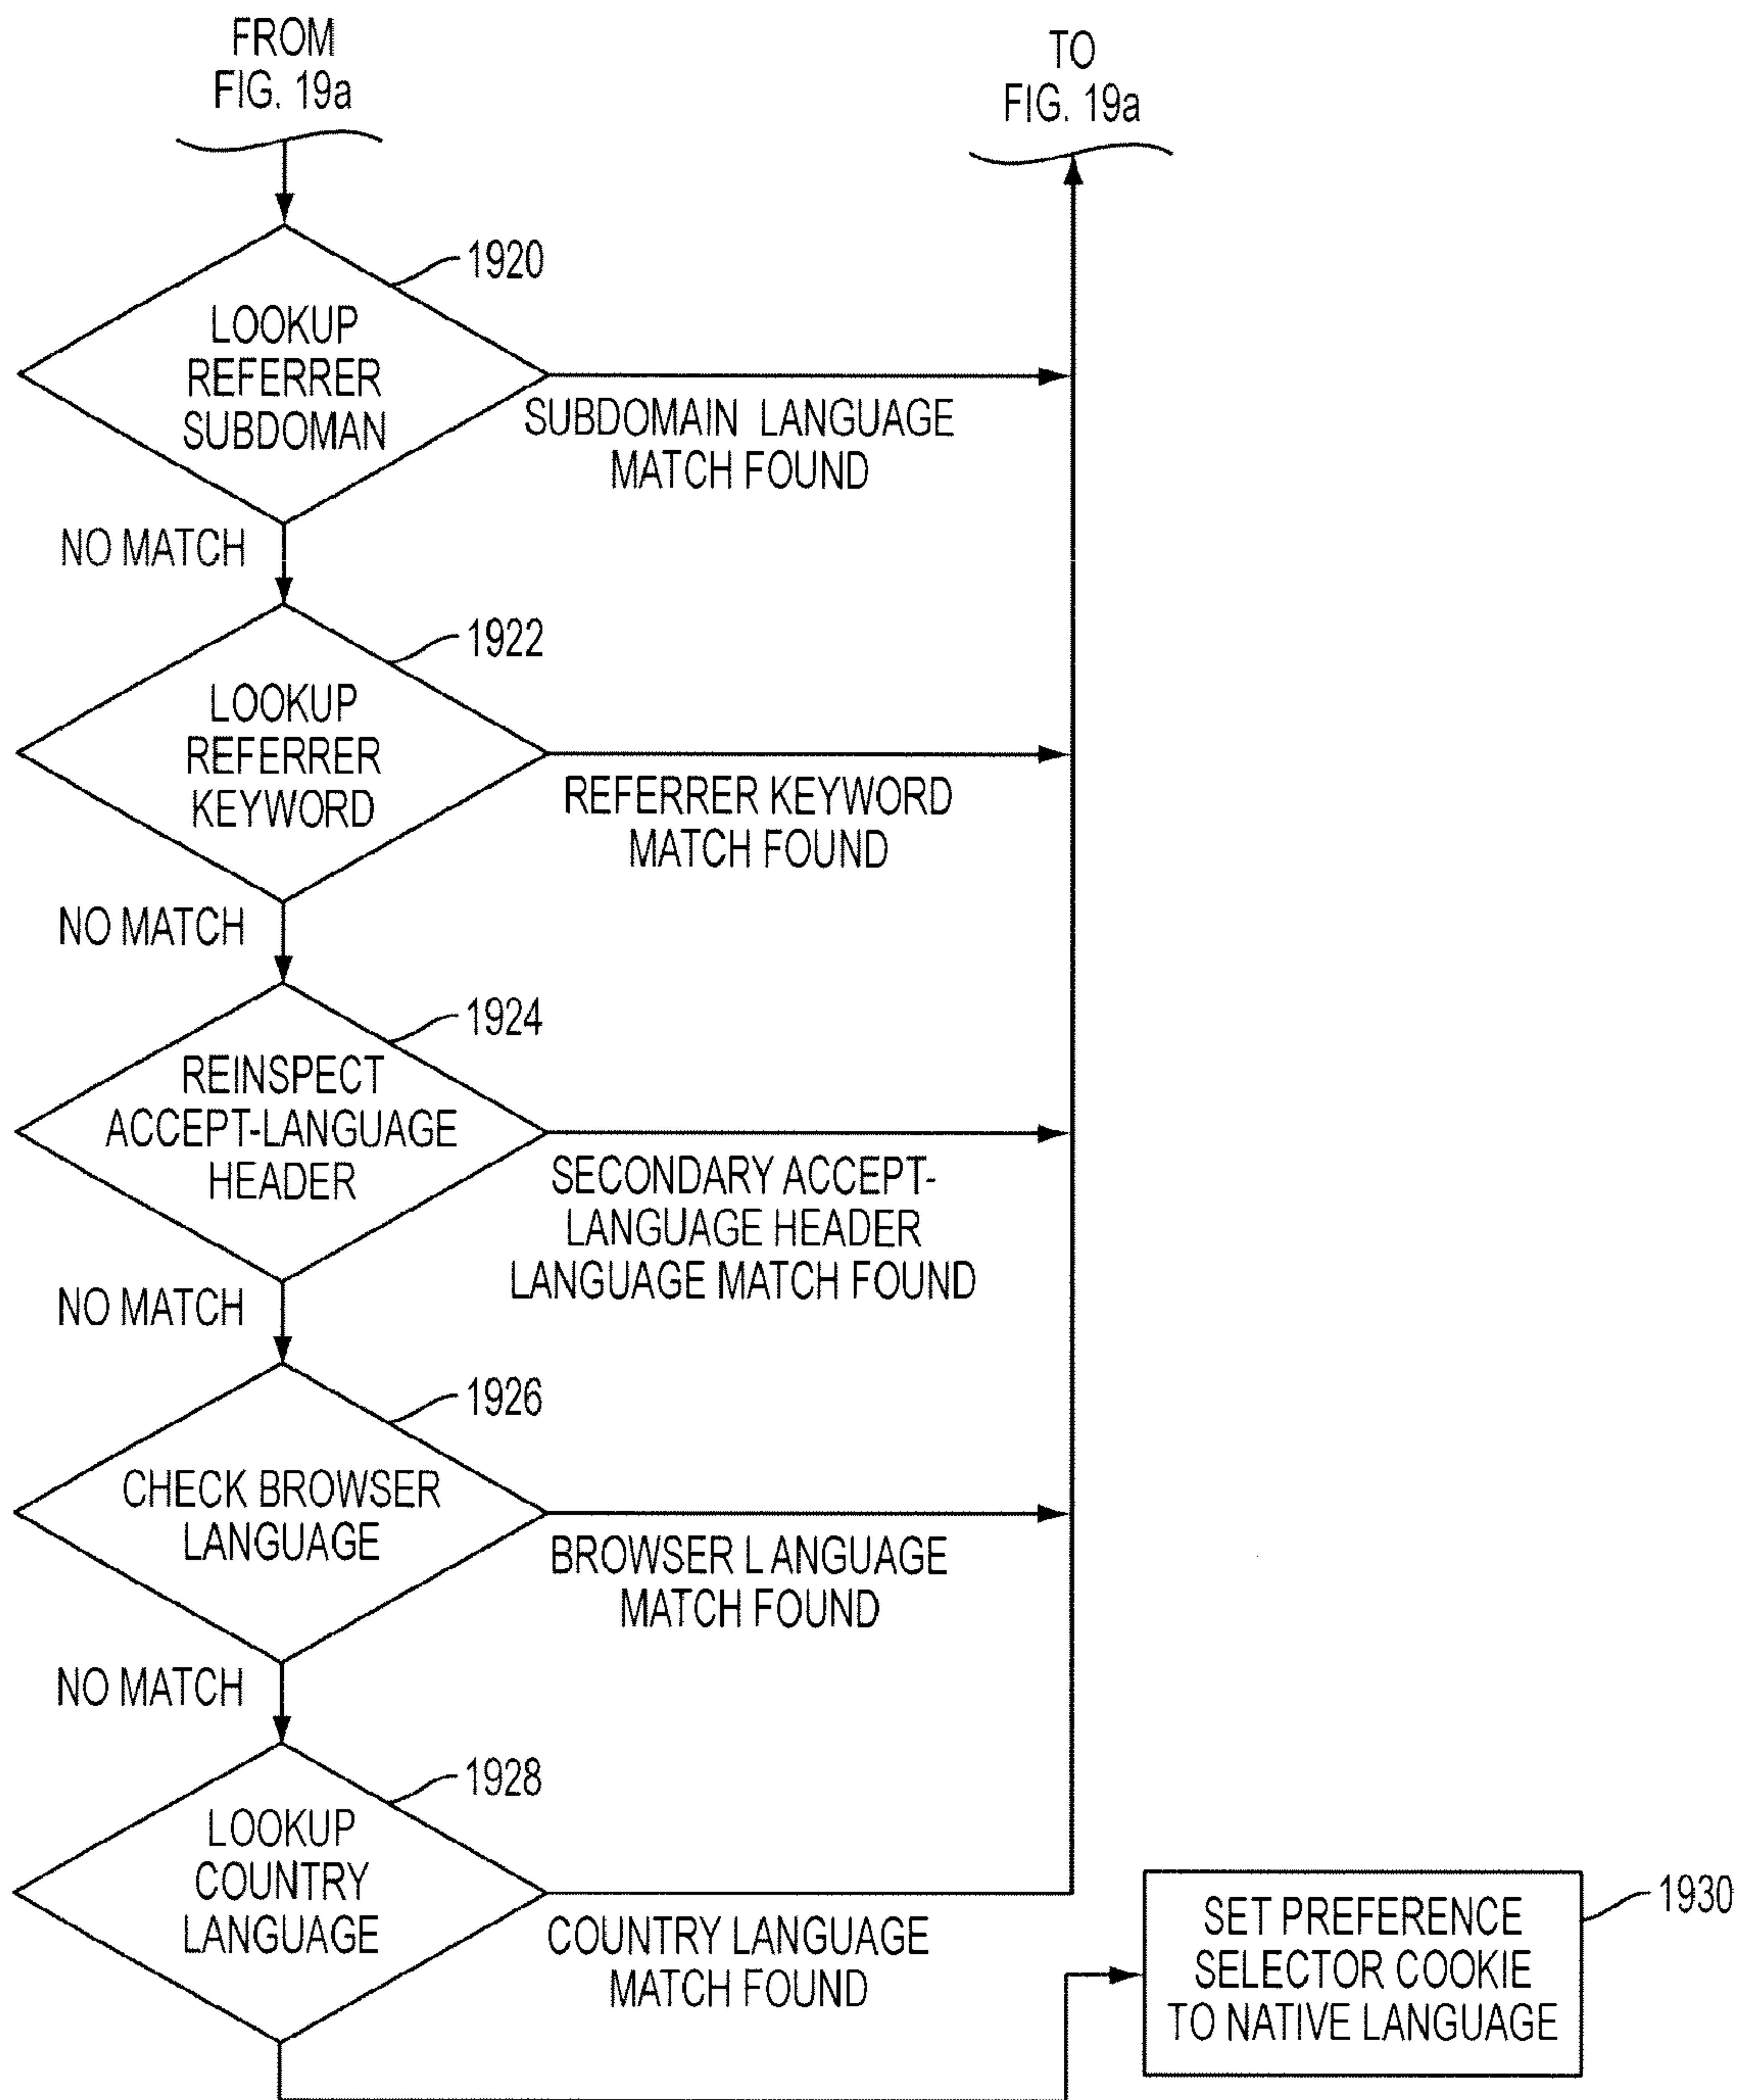 FROM
FIG. 19a
TO
FIG. 19a
1920
LOOKUP
REFERRER
SUBDOMAN
SUBDOMAIN LANGUAGE
MATCH FOUND
NO MATCH
1922
LOOKUP
REFERRER
KEYWORD
REFERRER KEYWORD
MATCH FOUND
NO MATCH
1924
REINSPECT
ACCEPT-LANGUAGE
HEADER
SECONDARY ACCEPT-
LANGUAGE HEADER
LANGUAGE MATCH FOUND
NO MATCH
1926
CHECK BROWSER
LANGUAGE
BROWSER LANGUAGE
MATCH FOUND
NO MATCH
1928
LOOKUP
COUNTRY
LANGUAGE
COUNTRY LANGUAGE
MATCH FOUND
1930
SET PREFERENCE
SELECTOR COOKIE
TO NATIVE LANGUAGE